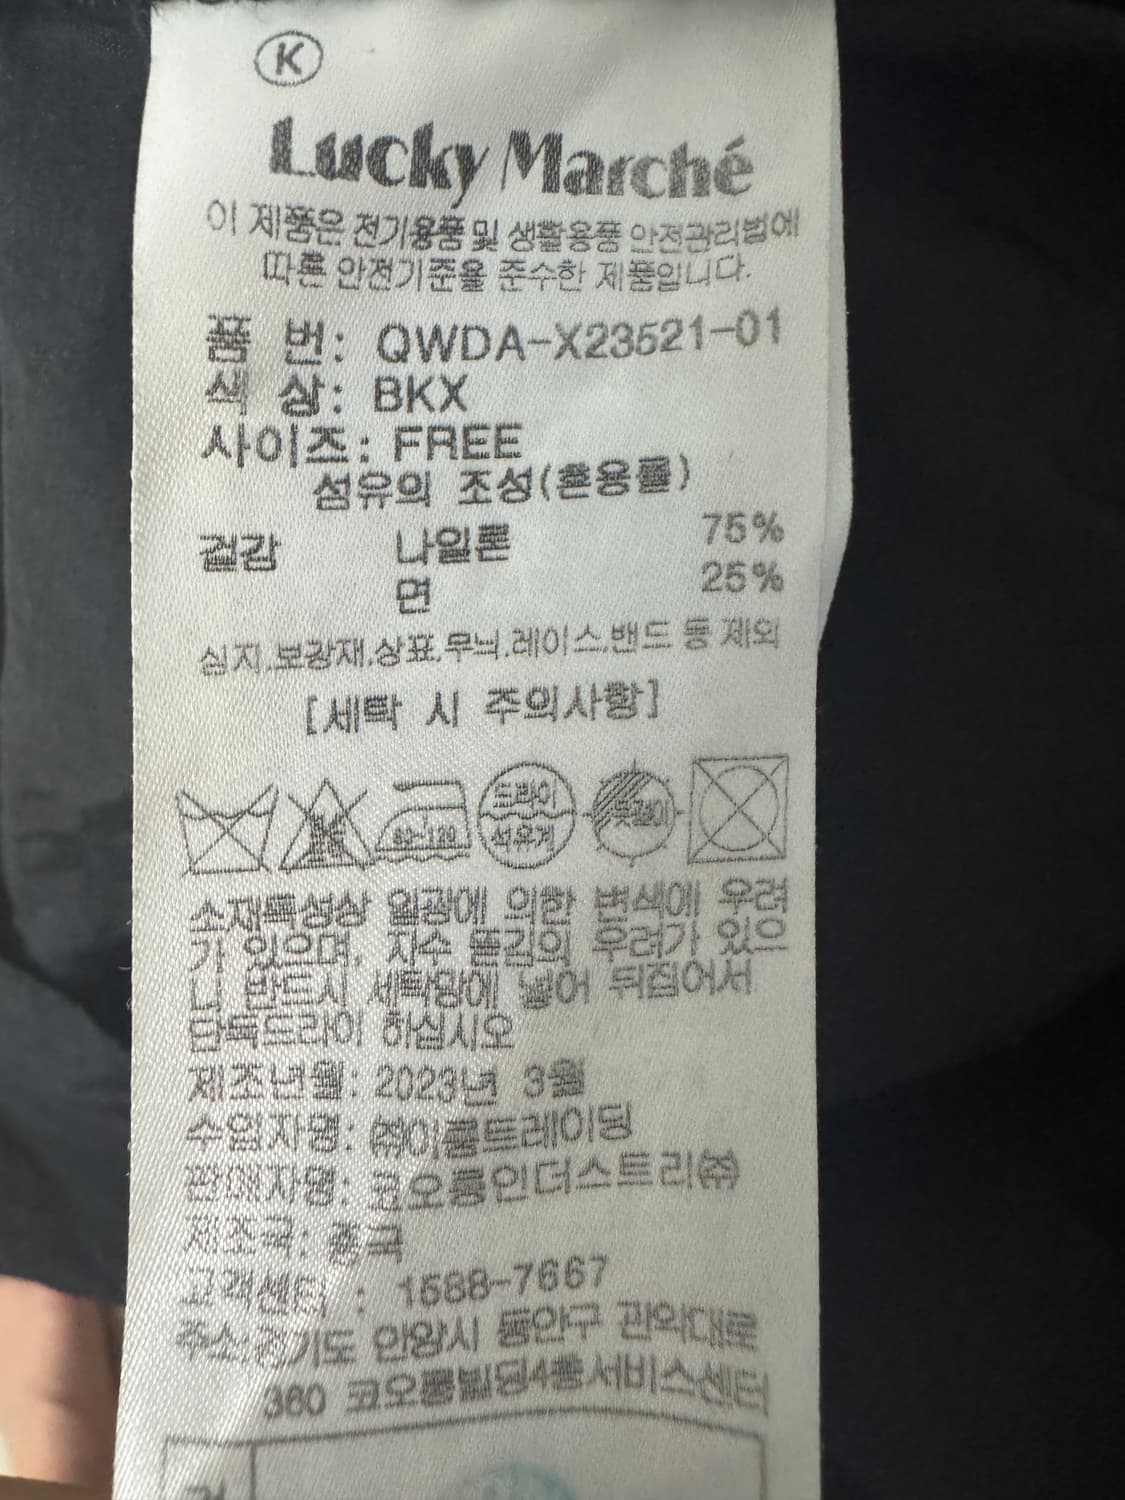 K
Lucky Marché
이 제품은 전기용품 및 생활용품 안전관리법에
따른 안전기준을 준수한 제품입니다.
품 번: QWDA-X23521-01
색 상: BKX
사이즈: FREE
섬유의 조성(혼용률)
겉감 나일론 75%
면 25%
심지.보강재.상표.무늬.레이스.밴드 등 제외
[세탁 시 주의사항]
드라이
석유계
뜻걸이
소재특성상 일광에 의한 변색에 우려
가 있으며, 자수 뜯김의 우려가 있으
니 반드시 세탁망에 넣어 뒤집어서
단독드라이 하십시오
제조년월: 2023년 3월
수입자명: ㈜이룸트레이딩
판매자명: 코오롱인더스트리㈜
제조국: 중국
고객센터 : 1588-7667
주소:경기도 안양시 동안구 관악대로
360 코오롱빌딩4층서비스센터